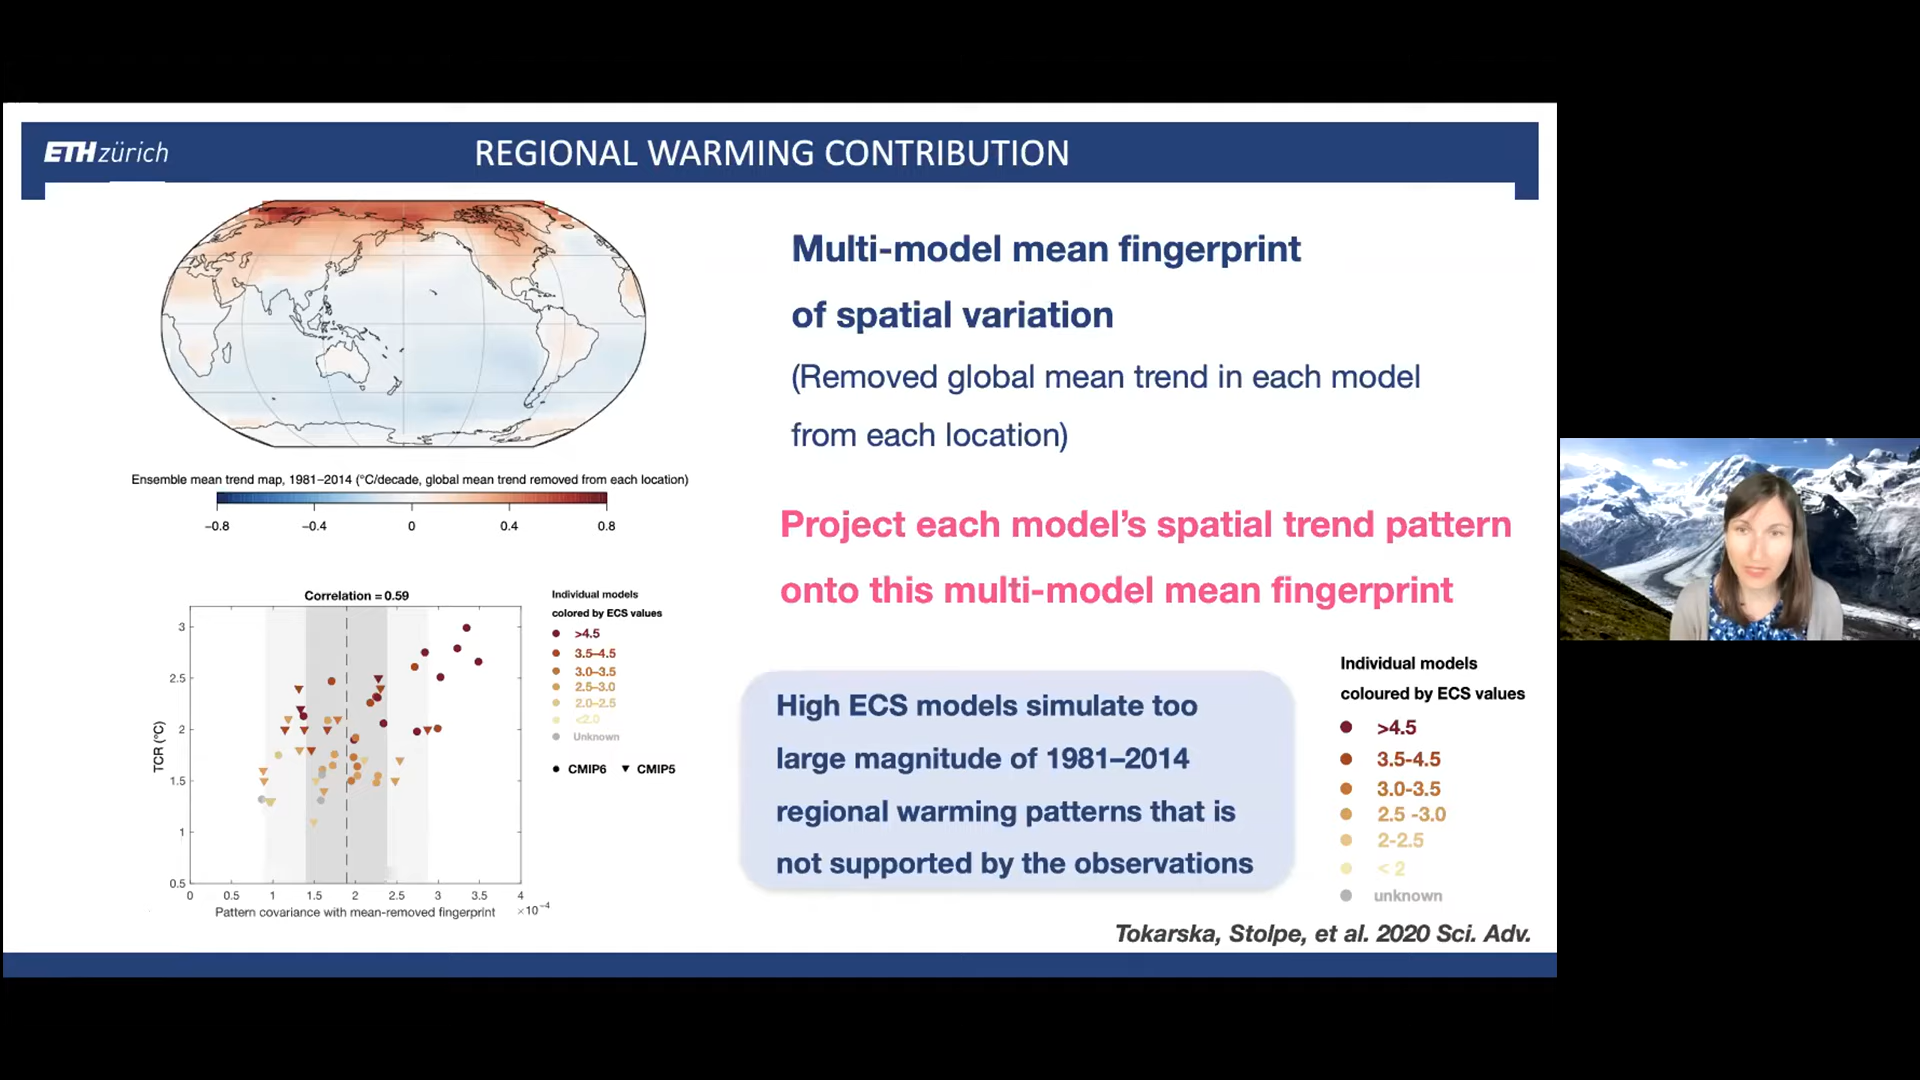 ETH zürich
REGIONAL WARMING CONTRIBUTION
Ensemble mean trend map, 1981–2014 (°C/decade, global mean trend removed from each location)
−0.8 −0.4 0 0.4 0.8
Multi-model mean fingerprint
of spatial variation
(Removed global mean trend in each model
from each location)
Project each model's spatial trend pattern
onto this multi-model mean fingerprint
Correlation = 0.59
TCR (°C)
3
2.5
2
1.5
1
0.5
0 0.5 1 1.5 2 2.5 3 3.5 4
×10⁻⁴
Pattern covariance with mean-removed fingerprint
Individual models
colored by ECS values
>4.5
3.5–4.5
3.0–3.5
2.5–3.0
2.0–2.5
<2.0
Unknown
CMIP6 CMIP5
High ECS models simulate too
large magnitude of 1981–2014
regional warming patterns that is
not supported by the observations
Individual models
coloured by ECS values
>4.5
3.5-4.5
3.0-3.5
2.5 -3.0
2-2.5
< 2
unknown
Tokarska, Stolpe, et al. 2020 Sci. Adv.